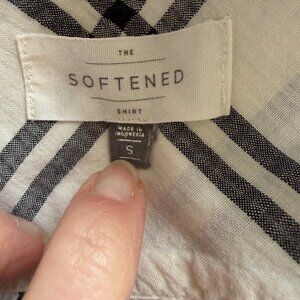 THE
SOFTENED
SHIRT
MADE IN
INDONESIA
S